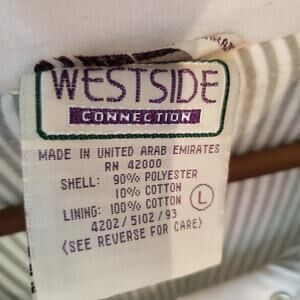 WESTSIDE
CONNECTION
MADE IN UNITED ARAB EMIRATES
RN 42000
SHELL: 90% POLYESTER
10% COTTON
LINING: 100% COTTON
L
4202/5102/93
(SEE REVERSE FOR CARE)